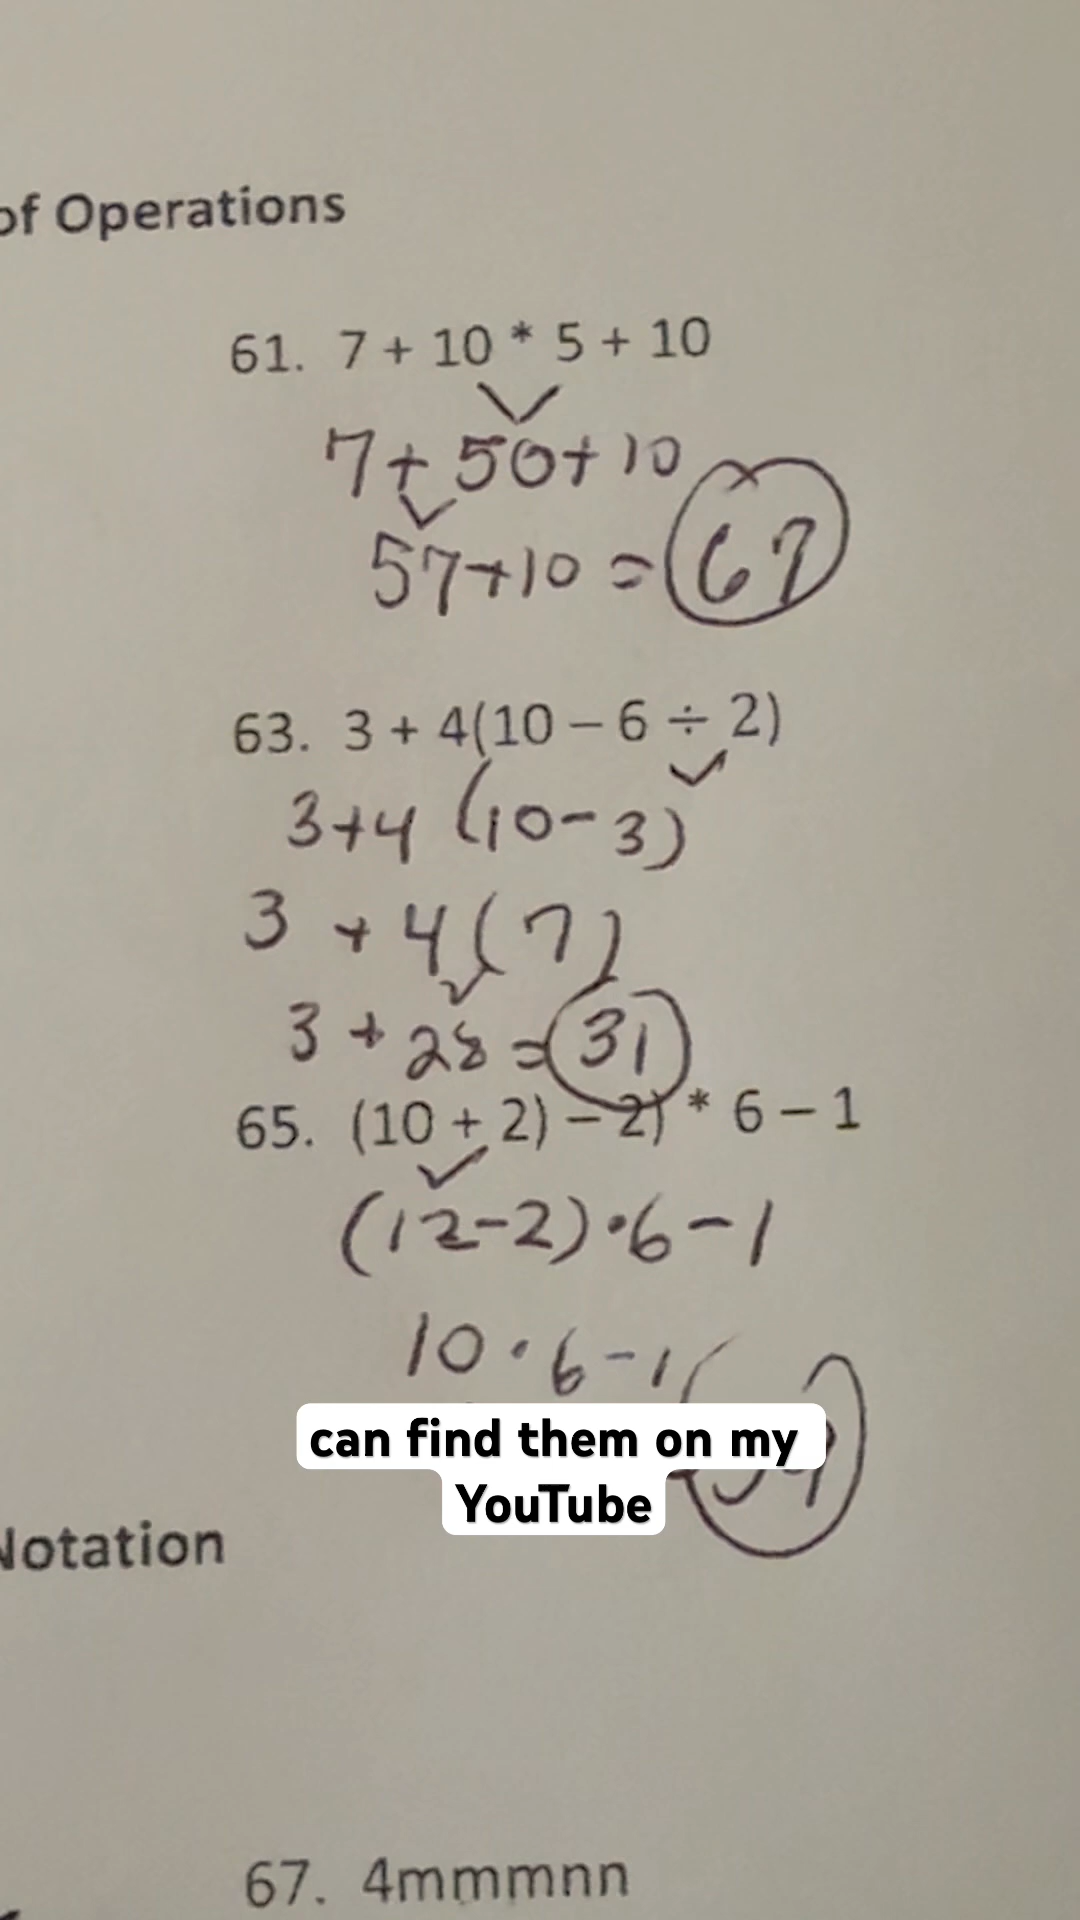 of Operations
61. 7 + 10 * 5 + 10
7 + 50 + 10
57 + 10 = 67
63. 3 + 4(10 – 6 ÷ 2)
3 + 4 (10 - 3)
3 + 4 (7)
3 + 28 = 31
65. (10 + 2) – 2) * 6 – 1
(12 - 2) · 6 - 1
10 · 6 - 1
can find them on my
YouTube
Notation
67. 4mmmnn